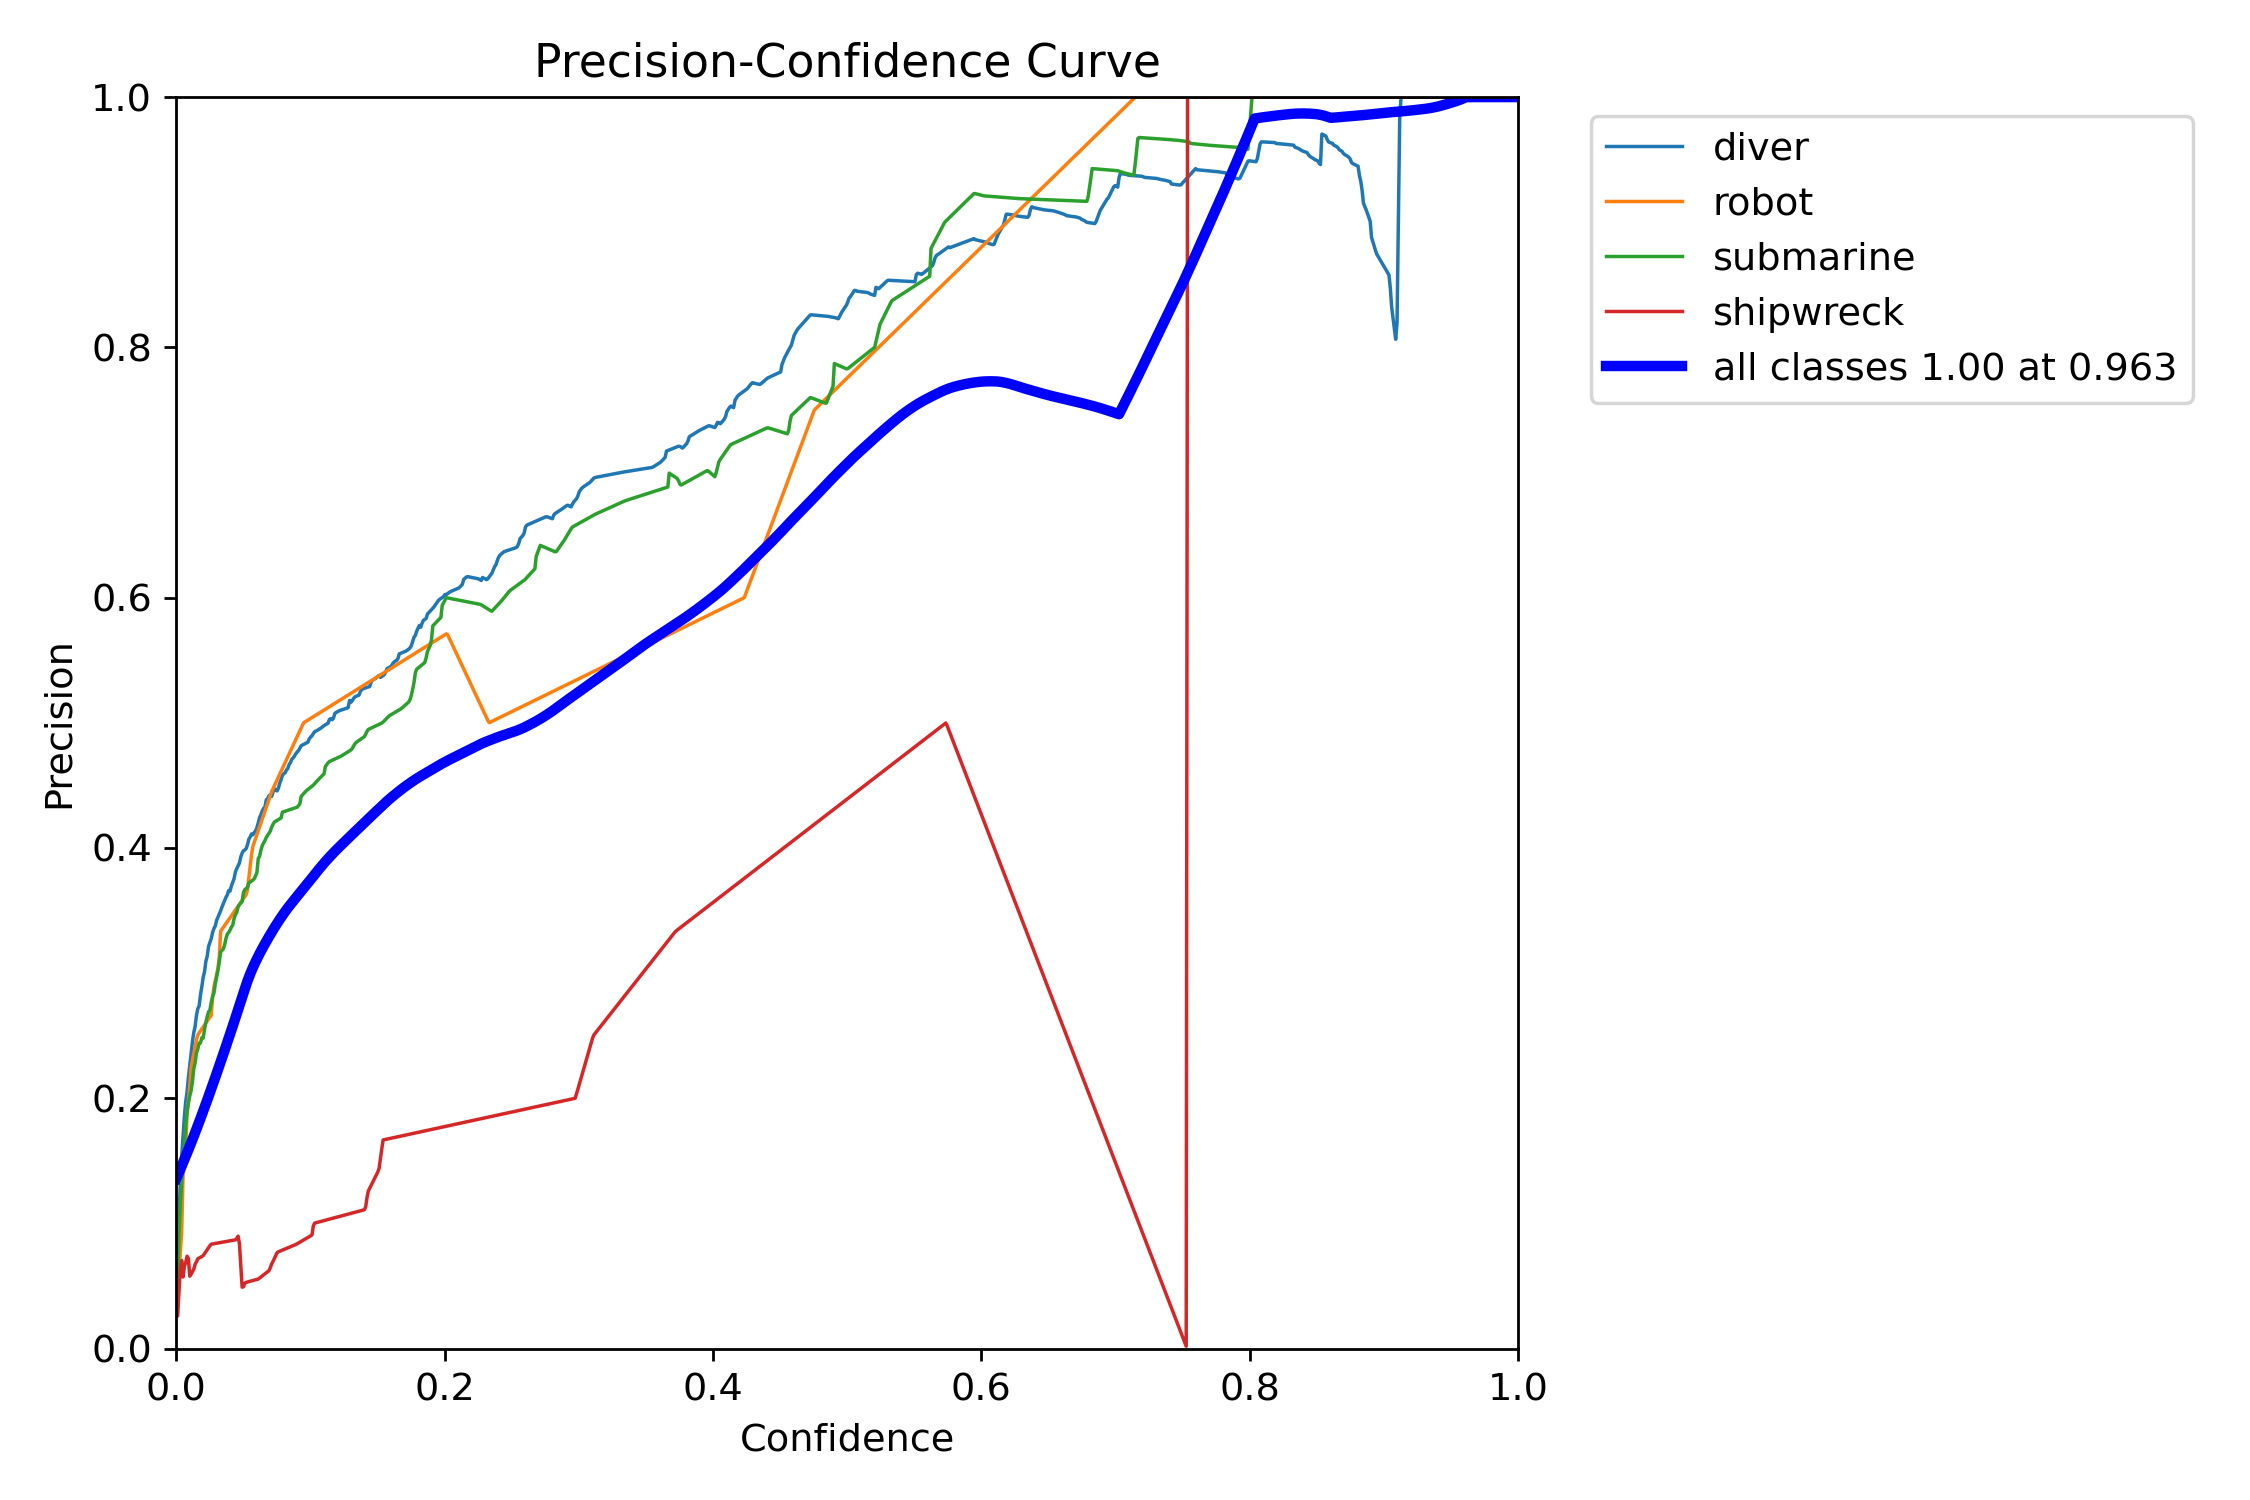 Precision-Confidence Curve
1.0
0.8
0.6
0.4
0.2
0.0
Precision
0.0 0.2 0.4 0.6 0.8 1.0
Confidence
diver
robot
submarine
shipwreck
all classes 1.00 at 0.963